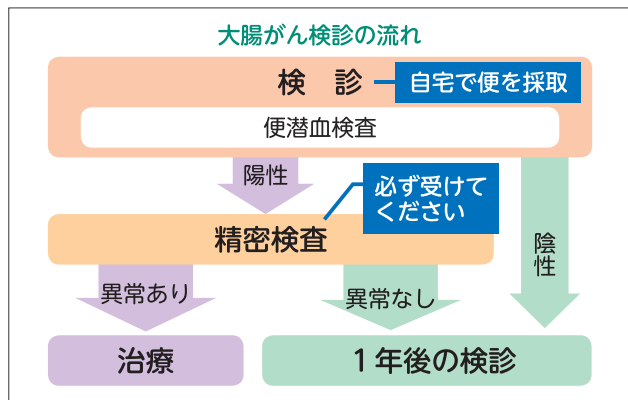 大腸がん検診の流れ
検　診
自宅で便を採取
便潜血検査
陽性
必ず受けて
ください
精密検査
陰性
異常あり
異常なし
治療
1年後の検診